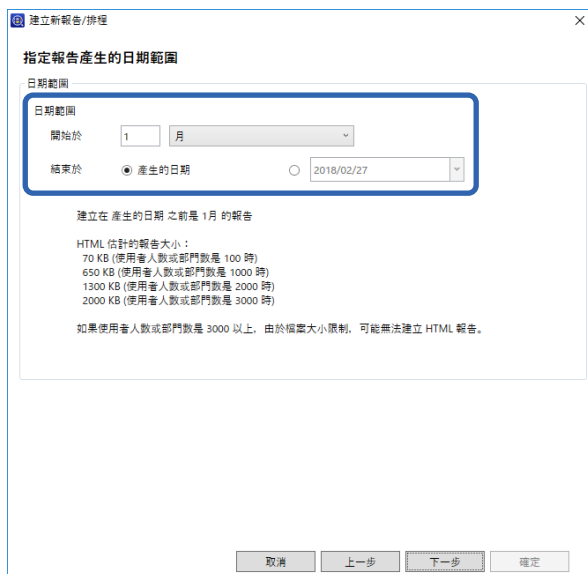 建立新報告/排程
指定報告產生的日期範圍
日期範圍
日期範圍
開始於 1 月
結束於 產生的日期 2018/02/27
建立在 產生的日期 之前是 1月 的報告
HTML 估計的報告大小：
70 KB (使用者人數或部門數是 100 時)
650 KB (使用者人數或部門數是 1000 時)
1300 KB (使用者人數或部門數是 2000 時)
2000 KB (使用者人數或部門數是 3000 時)
如果使用者人數或部門數是 3000 以上，由於檔案大小限制，可能無法建立 HTML 報告。
取消 上一步 下一步 確定